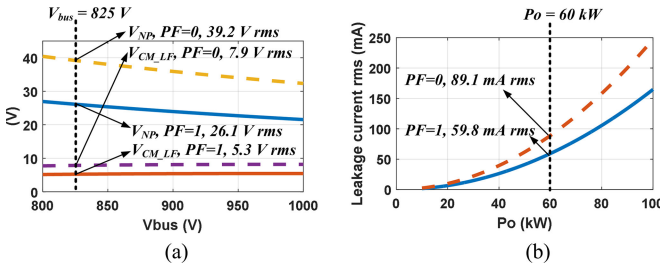 V_bus = 825 V
V_NP, PF=0, 39.2 V rms
V_CM_LF, PF=0, 7.9 V rms
40
30
20
10
0
(V)
V_NP, PF=1, 26.1 V rms
V_CM_LF, PF=1, 5.3 V rms
800 850 900 950 1000
Vbus (V)
(a)
Po = 60 kW
250
200
150
100
50
0
Leakage current rms (mA)
PF=0, 89.1 mA rms
PF=1, 59.8 mA rms
0 20 40 60 80 100
Po (kW)
(b)